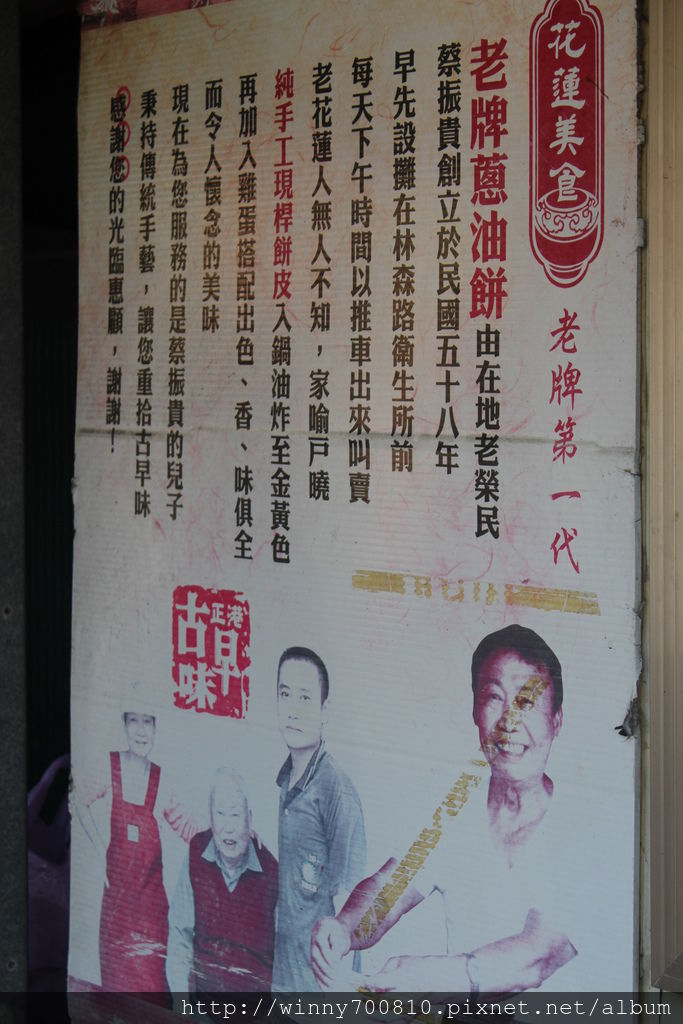 花蓮美食
老牌第一代
老牌蔥油餅由在地老榮民
蔡振貴創立於民國五十八年
早先設攤在林森路衛生所前
每天下午時間以推車出來叫賣
老花蓮人無人不知，家喻戶曉
純手工現桿餅皮入鍋油炸至金黃色
再加入雞蛋搭配出色、香、味俱全
而令人懷念的美味
現在為您服務的是蔡振貴的兒子
秉持傳統手藝，讓您重拾古早味
感謝您的光臨惠顧，謝謝！
正港
古早味
http://winny700810.pixnet.net/album